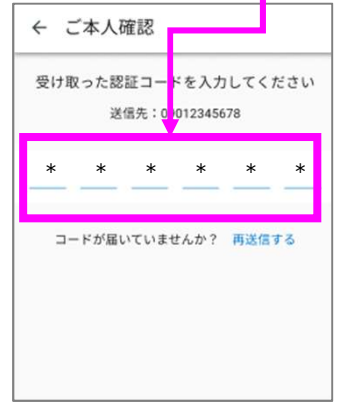 ← ご本人確認
受け取った認証コードを入力してください
送信先：09012345678
* * * * * *
コードが届いていませんか？ 再送信する